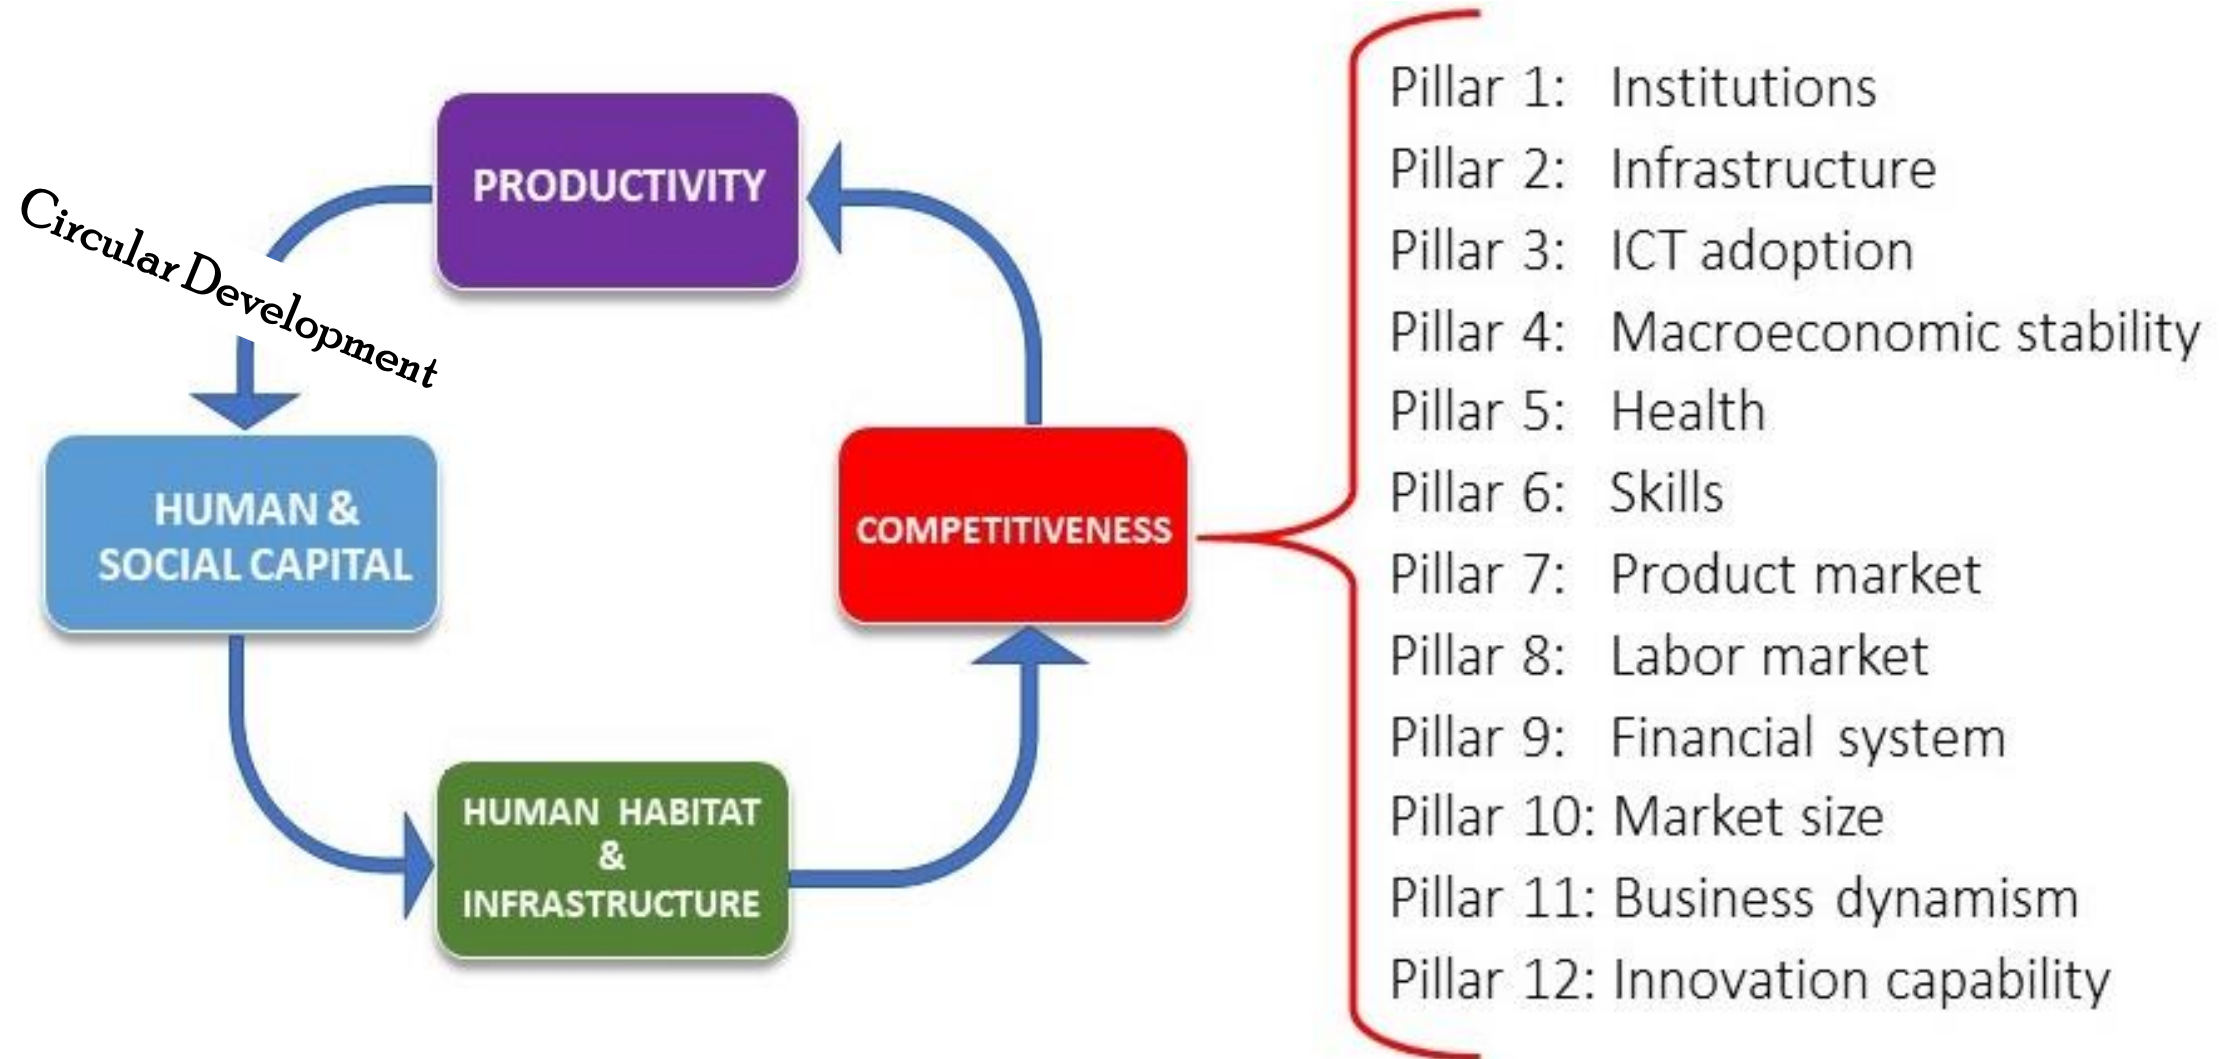 Circular Development
PRODUCTIVITY
HUMAN &
SOCIAL CAPITAL
HUMAN HABITAT
&
INFRASTRUCTURE
COMPETITIVENESS
Pillar 1: Institutions
Pillar 2: Infrastructure
Pillar 3: ICT adoption
Pillar 4: Macroeconomic stability
Pillar 5: Health
Pillar 6: Skills
Pillar 7: Product market
Pillar 8: Labor market
Pillar 9: Financial system
Pillar 10: Market size
Pillar 11: Business dynamism
Pillar 12: Innovation capability